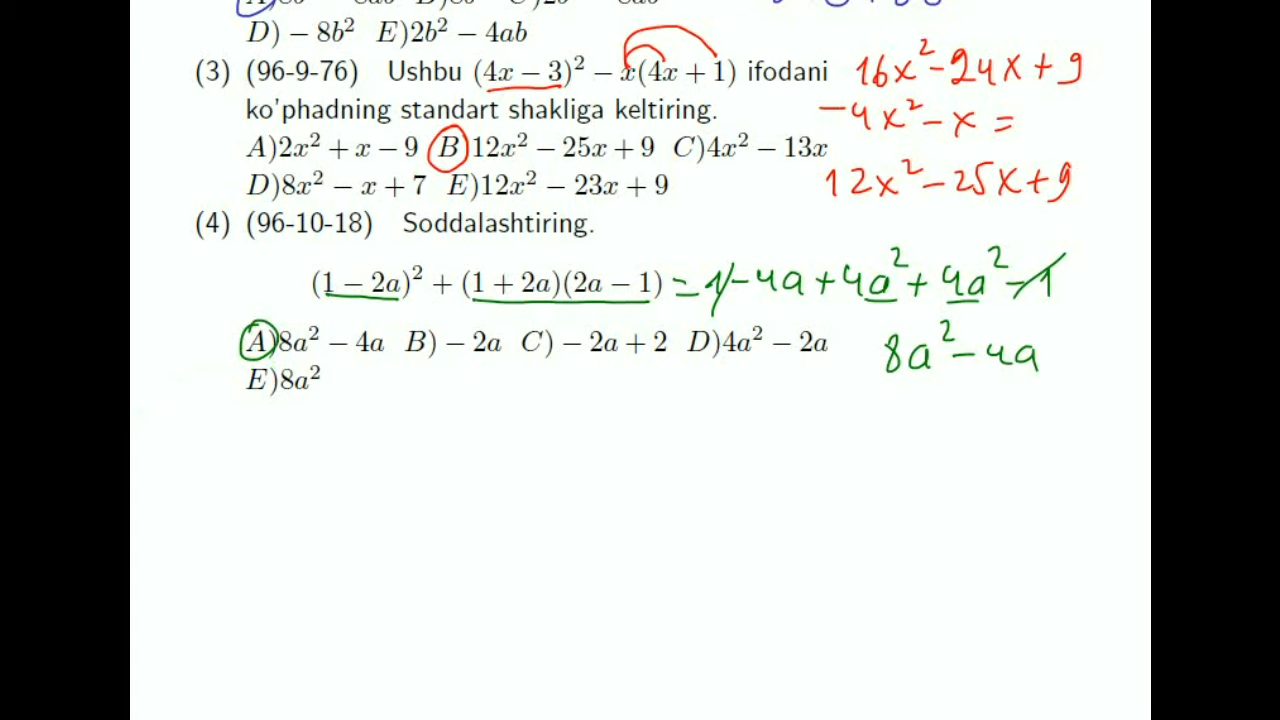 D) − 8b² E)2b² − 4ab
(3) (96-9-76) Ushbu (4x − 3)² − x(4x + 1) ifodani 16x² - 24x + 9
ko'phadning standart shakliga keltiring. - 4x² - x =
A)2x² + x − 9 B)12x² − 25x + 9 C)4x² − 13x
D)8x² − x + 7 E)12x² − 23x + 9 12x² - 25x + 9
(4) (96-10-18) Soddalashtiring.
(1 − 2a)² + (1 + 2a)(2a − 1) = 1 - 4a + 4a² + 4a² - 1
A)8a² − 4a B) − 2a C) − 2a + 2 D)4a² − 2a 8a² - 4a
E)8a²